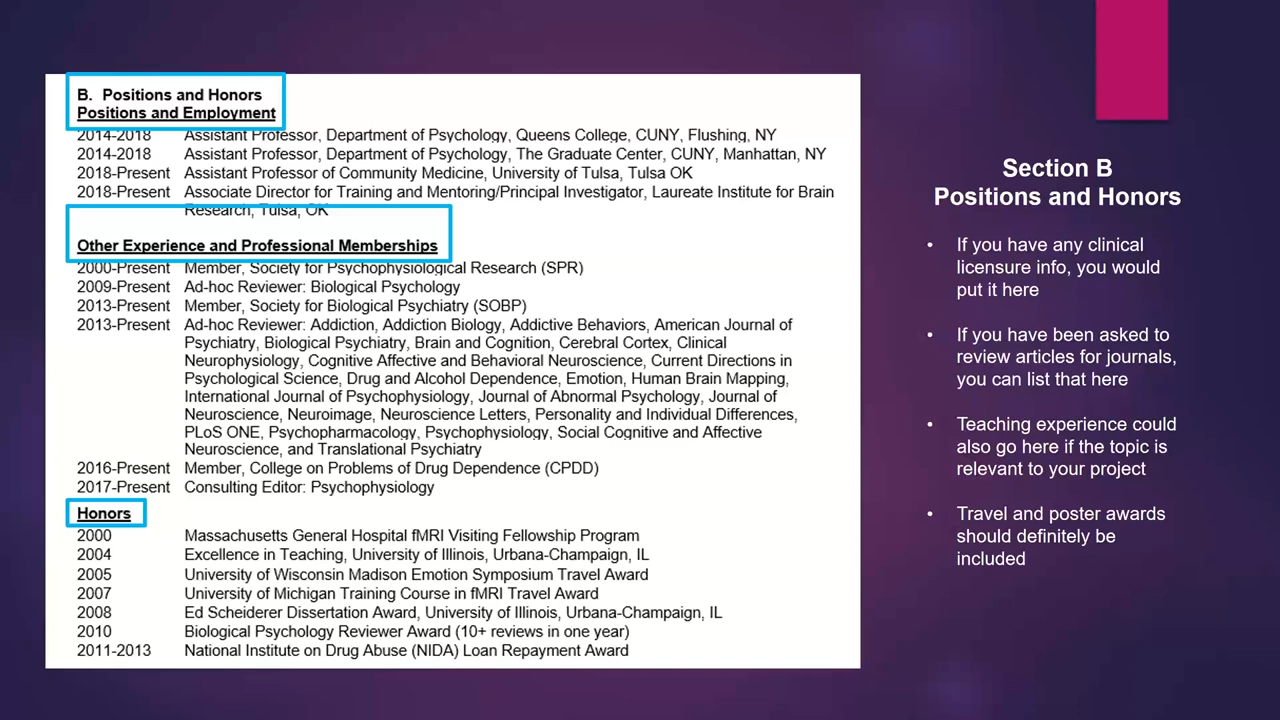 B. Positions and Honors
Positions and Employment
2014-2018 Assistant Professor, Department of Psychology, Queens College, CUNY, Flushing, NY
2014-2018 Assistant Professor, Department of Psychology, The Graduate Center, CUNY, Manhattan, NY
2018-Present Assistant Professor of Community Medicine, University of Tulsa, Tulsa OK
2018-Present Associate Director for Training and Mentoring/Principal Investigator, Laureate Institute for Brain
Research, Tulsa, OK
Other Experience and Professional Memberships
2000-Present Member, Society for Psychophysiological Research (SPR)
2009-Present Ad-hoc Reviewer: Biological Psychology
2013-Present Member, Society for Biological Psychiatry (SOBP)
2013-Present Ad-hoc Reviewer: Addiction, Addiction Biology, Addictive Behaviors, American Journal of
Psychiatry, Biological Psychiatry, Brain and Cognition, Cerebral Cortex, Clinical
Neurophysiology, Cognitive Affective and Behavioral Neuroscience, Current Directions in
Psychological Science, Drug and Alcohol Dependence, Emotion, Human Brain Mapping,
International Journal of Psychophysiology, Journal of Abnormal Psychology, Journal of
Neuroscience, Neuroimage, Neuroscience Letters, Personality and Individual Differences,
PLoS ONE, Psychopharmacology, Psychophysiology, Social Cognitive and Affective
Neuroscience, and Translational Psychiatry
2016-Present Member, College on Problems of Drug Dependence (CPDD)
2017-Present Consulting Editor: Psychophysiology
Honors
2000 Massachusetts General Hospital fMRI Visiting Fellowship Program
2004 Excellence in Teaching, University of Illinois, Urbana-Champaign, IL
2005 University of Wisconsin Madison Emotion Symposium Travel Award
2007 University of Michigan Training Course in fMRI Travel Award
2008 Ed Scheiderer Dissertation Award, University of Illinois, Urbana-Champaign, IL
2010 Biological Psychology Reviewer Award (10+ reviews in one year)
2011-2013 National Institute on Drug Abuse (NIDA) Loan Repayment Award
Section B
Positions and Honors
• If you have any clinical
licensure info, you would
put it here
• If you have been asked to
review articles for journals,
you can list that here
• Teaching experience could
also go here if the topic is
relevant to your project
• Travel and poster awards
should definitely be
included